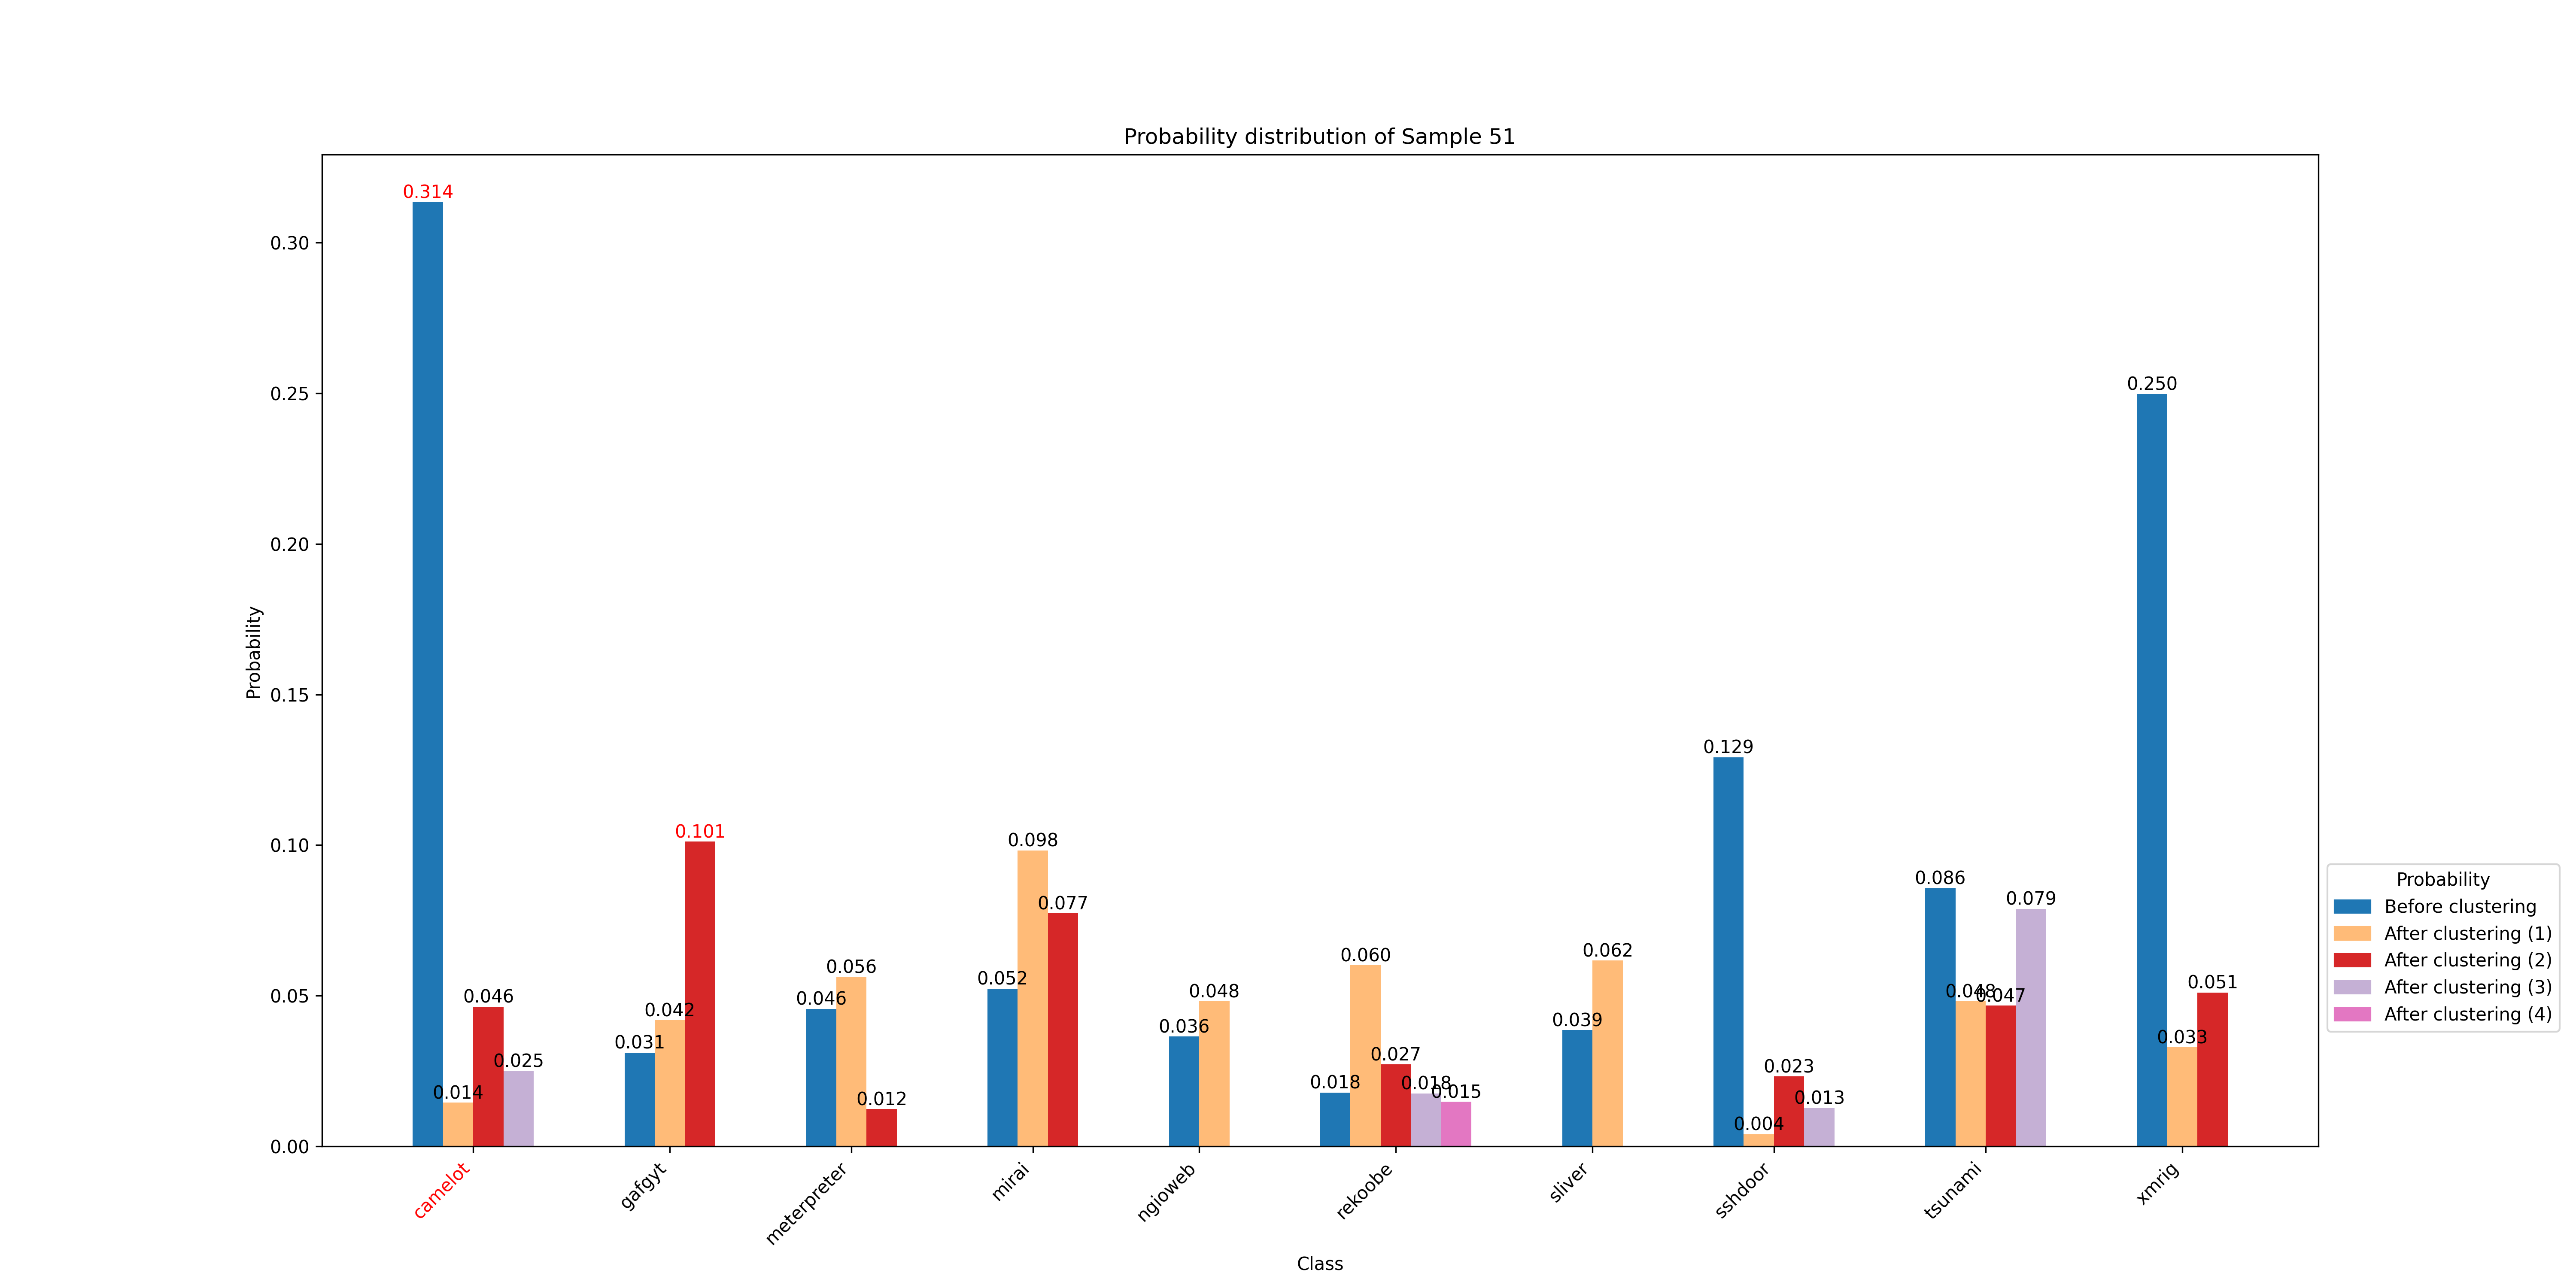 Probability distribution of Sample 51
Probability
0.30
0.25
0.20
0.15
0.10
0.05
0.00
0.314
0.014
0.046
0.025
0.031
0.042
0.101
0.046
0.056
0.012
0.052
0.098
0.077
0.036
0.048
0.018
0.060
0.027
0.018
0.015
0.039
0.062
0.129
0.004
0.023
0.013
0.086
0.048
0.047
0.079
0.250
0.033
0.051
camelot
gafgyt
meterpreter
mirai
ngioweb
rekoobe
sliver
sshdoor
tsunami
xmrig
Class
Probability
Before clustering
After clustering (1)
After clustering (2)
After clustering (3)
After clustering (4)